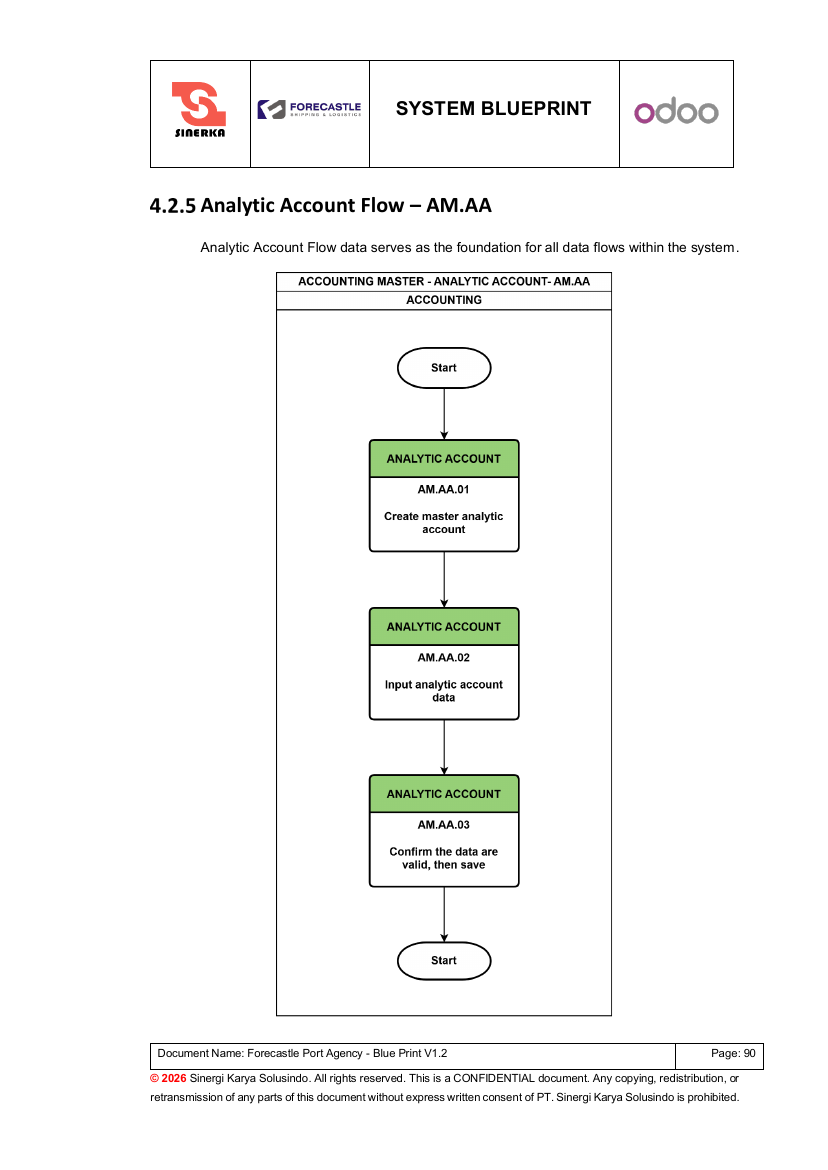 SINERKA
FORECASTLE
SHIPPING & LOGISTICS
SYSTEM BLUEPRINT
odoo
4.2.5 Analytic Account Flow – AM.AA
Analytic Account Flow data serves as the foundation for all data flows within the system.
ACCOUNTING MASTER - ANALYTIC ACCOUNT- AM.AA
ACCOUNTING
Start
ANALYTIC ACCOUNT
AM.AA.01
Create master analytic
account
ANALYTIC ACCOUNT
AM.AA.02
Input analytic account
data
ANALYTIC ACCOUNT
AM.AA.03
Confirm the data are
valid, then save
Start
Document Name: Forecastle Port Agency - Blue Print V1.2
Page: 90
© 2026 Sinergi Karya Solusindo. All rights reserved. This is a CONFIDENTIAL document. Any copying, redistribution, or
retransmission of any parts of this document without express written consent of PT. Sinergi Karya Solusindo is prohibited.